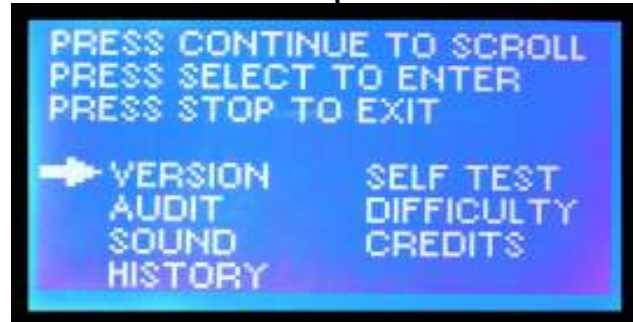 PRESS CONTINUE TO SCROLL
PRESS SELECT TO ENTER
PRESS STOP TO EXIT
VERSION SELF TEST
AUDIT DIFFICULTY
SOUND CREDITS
HISTORY